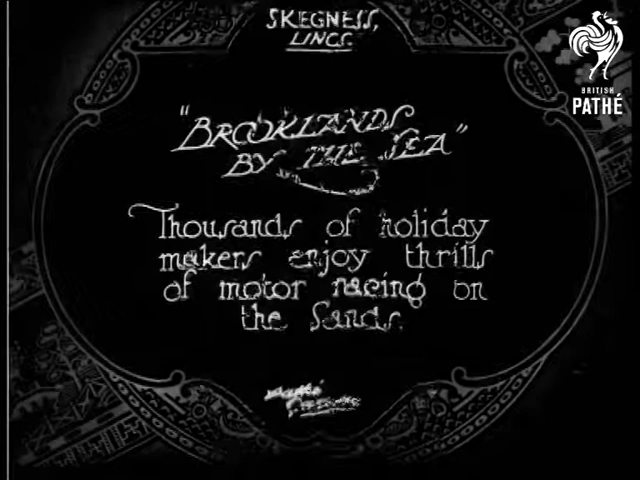 SKEGNESS,
LINCS.
BRITISH
PATHÉ
"BROOKLANDS
BY THE SEA"
Thousands of holiday
makers enjoy thrills
of motor racing on
the Sands.